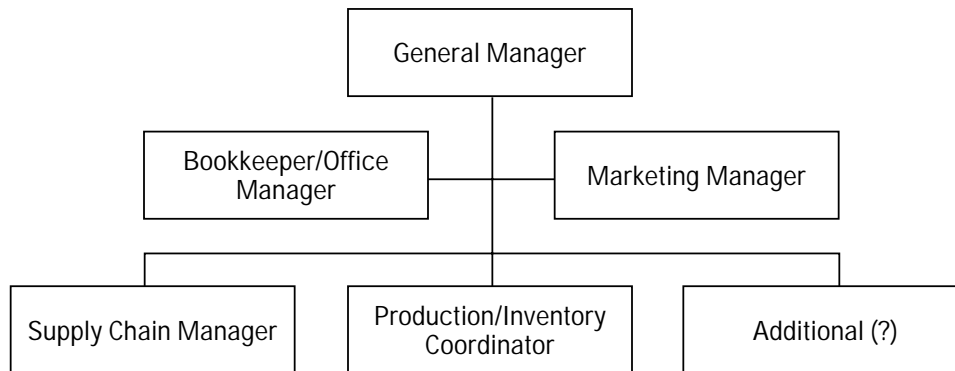 General Manager
Bookkeeper/Office
Manager
Marketing Manager
Supply Chain Manager
Production/Inventory
Coordinator
Additional (?)